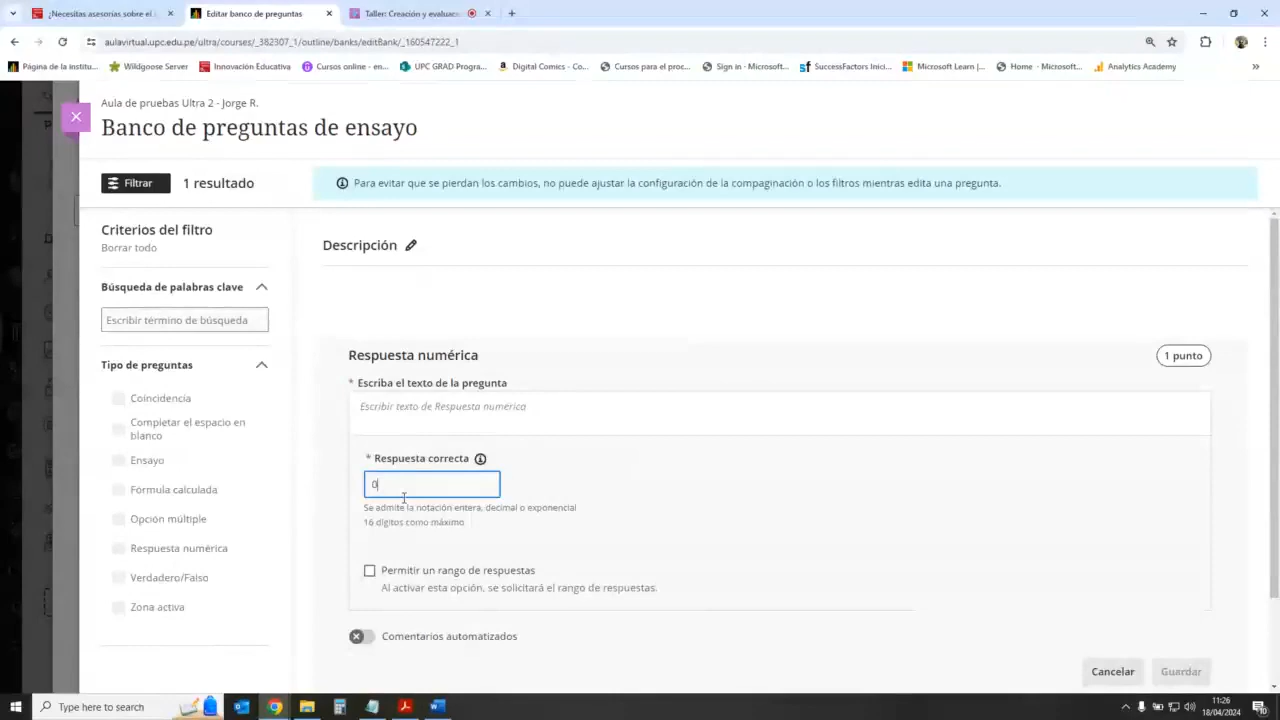 ¿Necesitas asesorías sobre el
Editar banco de preguntas
Taller: Creación y evaluac
aulavirtual.upc.edu.pe/ultra/courses/_382307_1/outline/banks/editBank/_160547222_1
Página de la institu...
Wildgoose Server
Innovación Educativa
Cursos online - en...
UPC GRAD Progra...
Digital Comics - Co...
Cursos para el proc...
Sign in - Microsoft...
SuccessFactors Inici...
Microsoft Learn |...
Home - Microsoft...
Analytics Academy
Aula de pruebas Ultra 2 - Jorge R.
Banco de preguntas de ensayo
Filtrar
1 resultado
Para evitar que se pierdan los cambios, no puede ajustar la configuración de la compaginación o los filtros mientras edita una pregunta.
Criterios del filtro
Borrar todo
Descripción
Búsqueda de palabras clave
Escribir término de búsqueda
Tipo de preguntas
Coincidencia
Completar el espacio en
blanco
Ensayo
Fórmula calculada
Opción múltiple
Respuesta numérica
Verdadero/Falso
Zona activa
Respuesta numérica
1 punto
* Escriba el texto de la pregunta
Escribir texto de Respuesta numérica
* Respuesta correcta
0
Se admite la notación entera, decimal o exponencial
16 dígitos como máximo
Permitir un rango de respuestas
Al activar esta opción, se solicitará el rango de respuestas.
Comentarios automatizados
Cancelar
Guardar
Type here to search
11:26
18/04/2024